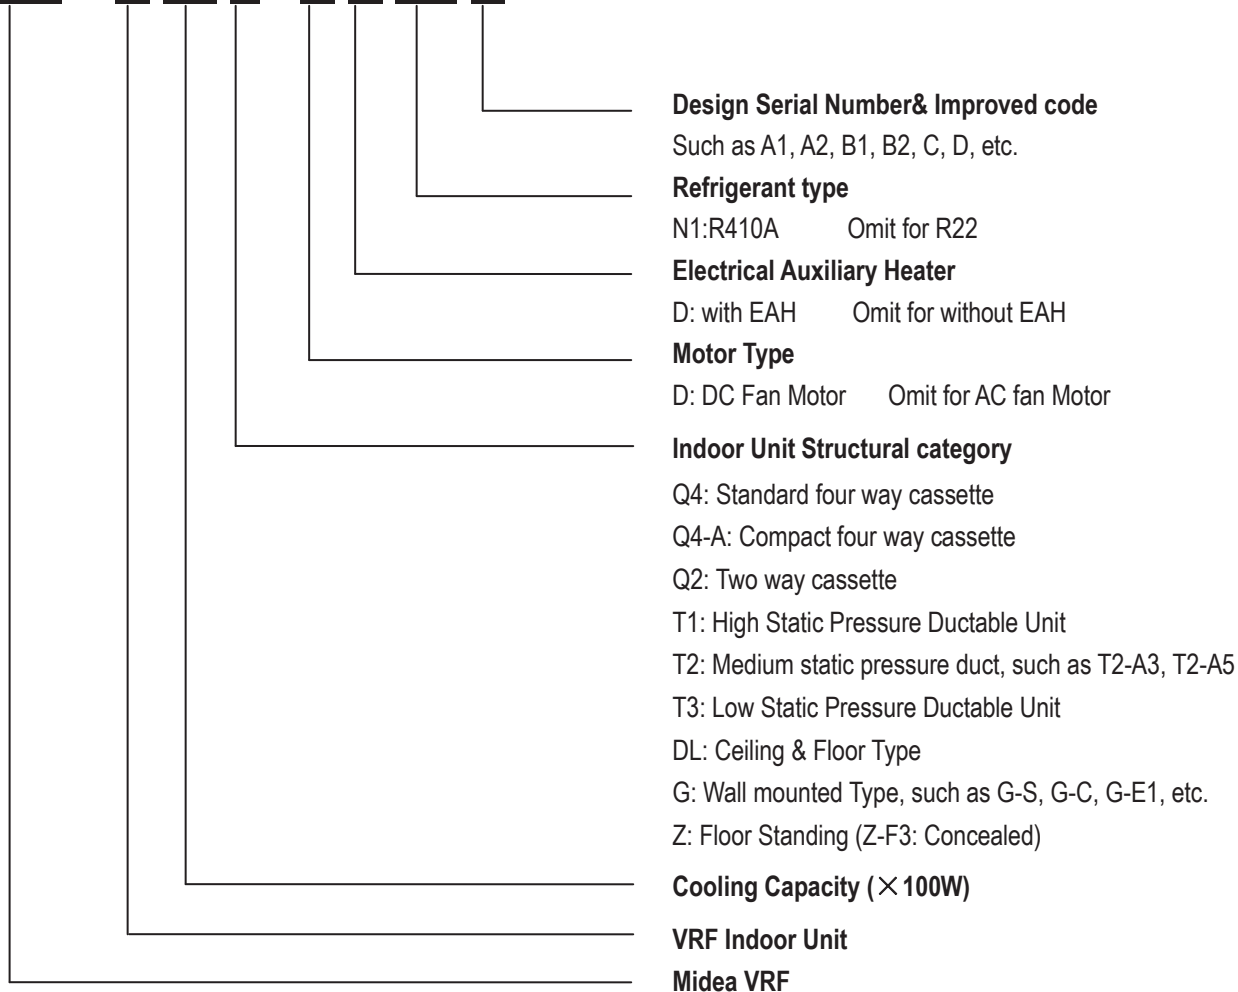 Design Serial Number& Improved code
Such as A1, A2, B1, B2, C, D, etc.
Refrigerant type
N1:R410A Omit for R22
Electrical Auxiliary Heater
D: with EAH Omit for without EAH
Motor Type
D: DC Fan Motor Omit for AC fan Motor
Indoor Unit Structural category
Q4: Standard four way cassette
Q4-A: Compact four way cassette
Q2: Two way cassette
T1: High Static Pressure Ductable Unit
T2: Medium static pressure duct, such as T2-A3, T2-A5
T3: Low Static Pressure Ductable Unit
DL: Ceiling & Floor Type
G: Wall mounted Type, such as G-S, G-C, G-E1, etc.
Z: Floor Standing (Z-F3: Concealed)
Cooling Capacity (×100W)
VRF Indoor Unit
Midea VRF